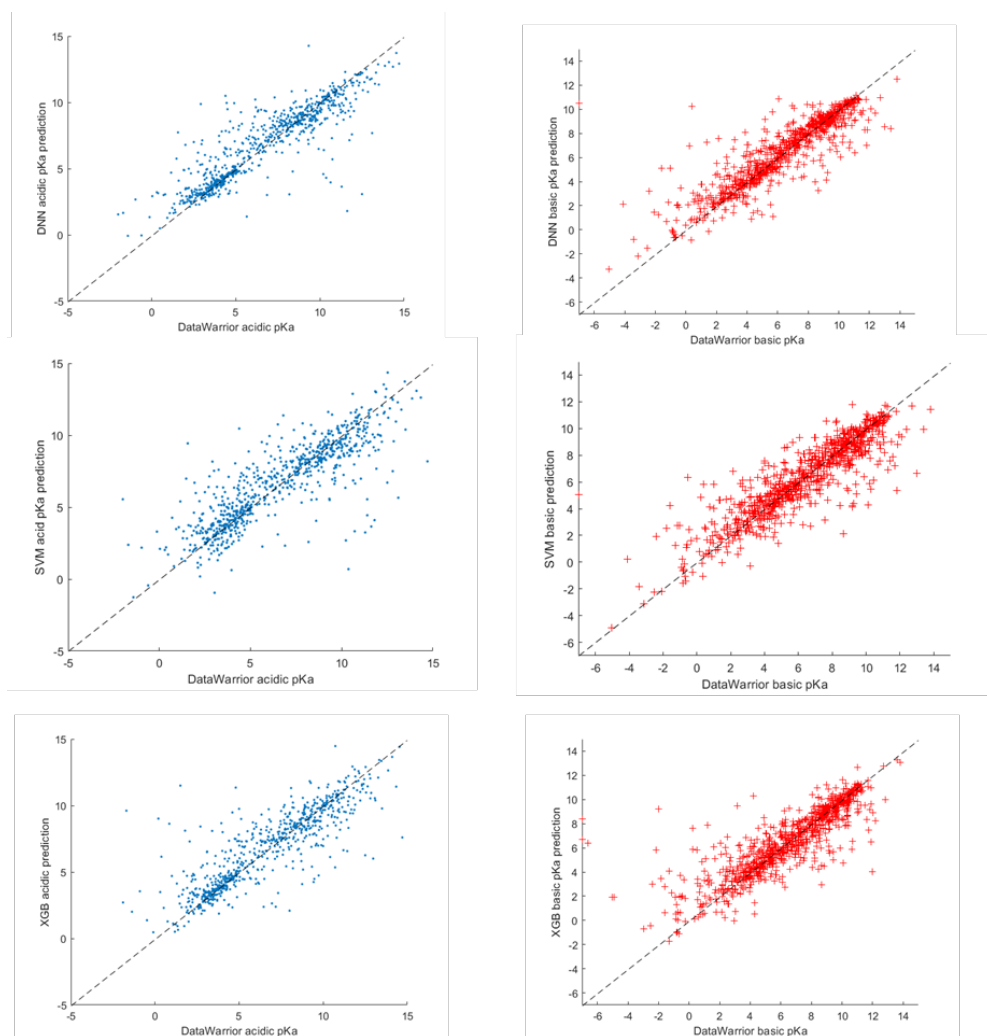 15
10
5
0
-5
DNN acidic pKa prediction
-5 0 5 10 15
DataWarrior acidic pKa
14
12
10
8
6
4
2
0
-2
-4
-6
DNN basic pKa prediction
-6 -4 -2 0 2 4 6 8 10 12 14
DataWarrior basic pKa
15
10
5
0
-5
SVM acid pKa prediction
-5 0 5 10 15
DataWarrior acidic pKa
14
12
10
8
6
4
2
0
-2
-4
-6
SVM basic prediction
-6 -4 -2 0 2 4 6 8 10 12 14
DataWarrior basic pKa
15
10
5
0
-5
XGB acidic prediction
-5 0 5 10 15
DataWarrior acidic pKa
14
12
10
8
6
4
2
0
-2
-4
-6
XGB basic pKa prediction
-6 -4 -2 0 2 4 6 8 10 12 14
DataWarrior basic pKa